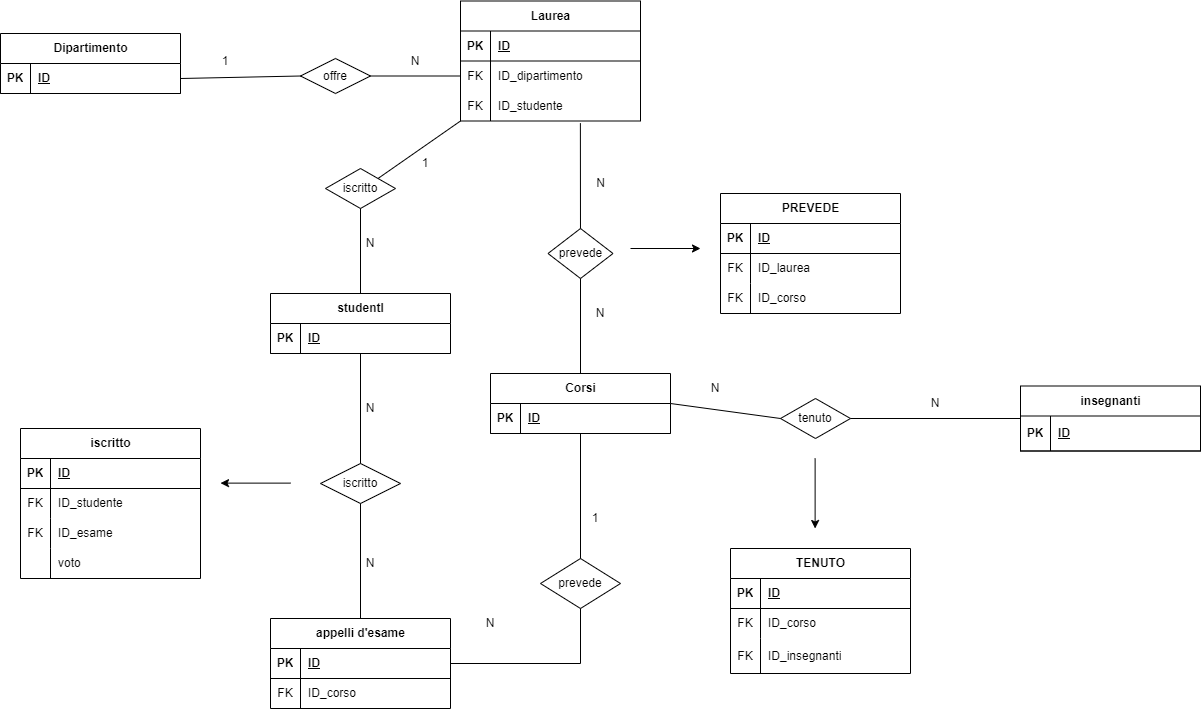 Laurea
PK ID
FK ID_dipartimento
FK ID_studente
Dipartimento
PK ID
1
offre
N
1
iscritto
N
N
prevede
N
PREVEDE
PK ID
FK ID_laurea
FK ID_corso
studentI
PK ID
Corsi
PK ID
N
tenuto
N
insegnanti
PK ID
N
iscritto
N
iscritto
PK ID
FK ID_studente
FK ID_esame
voto
1
prevede
N
TENUTO
PK ID
FK ID_corso
FK ID_insegnanti
appelli d'esame
PK ID
FK ID_corso